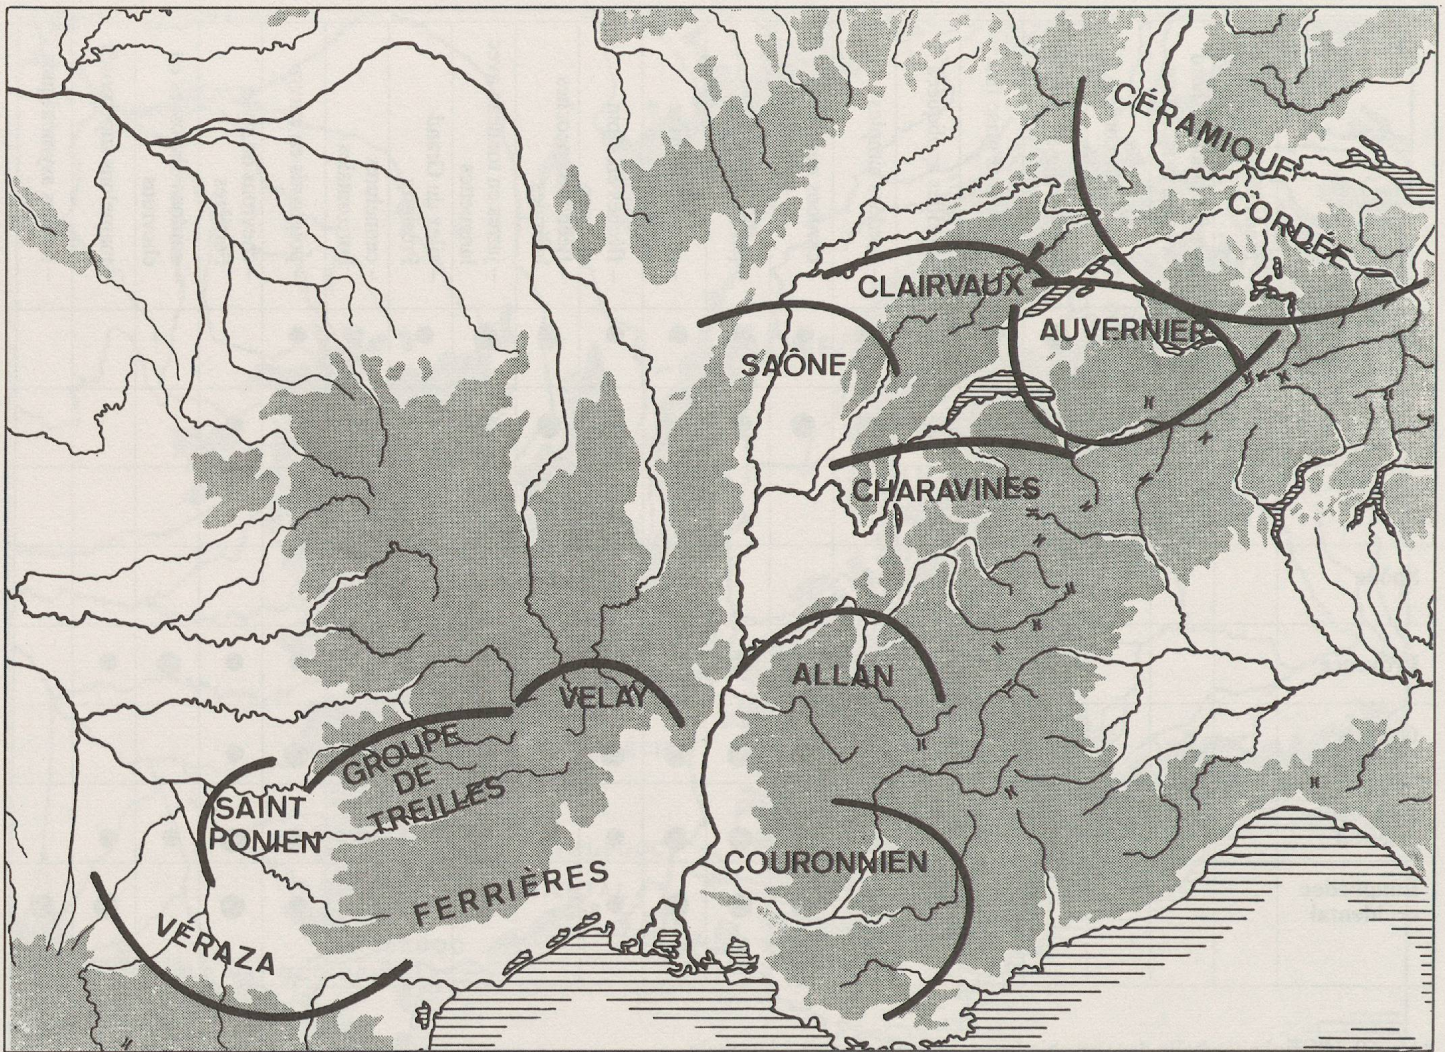 CÉRAMIQUE
CORDÉE
CLAIRVAUX
AUVERNIER
SAÔNE
CHARAVINES
ALLAN
VELAY
GROUPE
DE
TREILLES
SAINT
PONIEN
COURONNIEN
FERRIÈRES
VÉRAZA